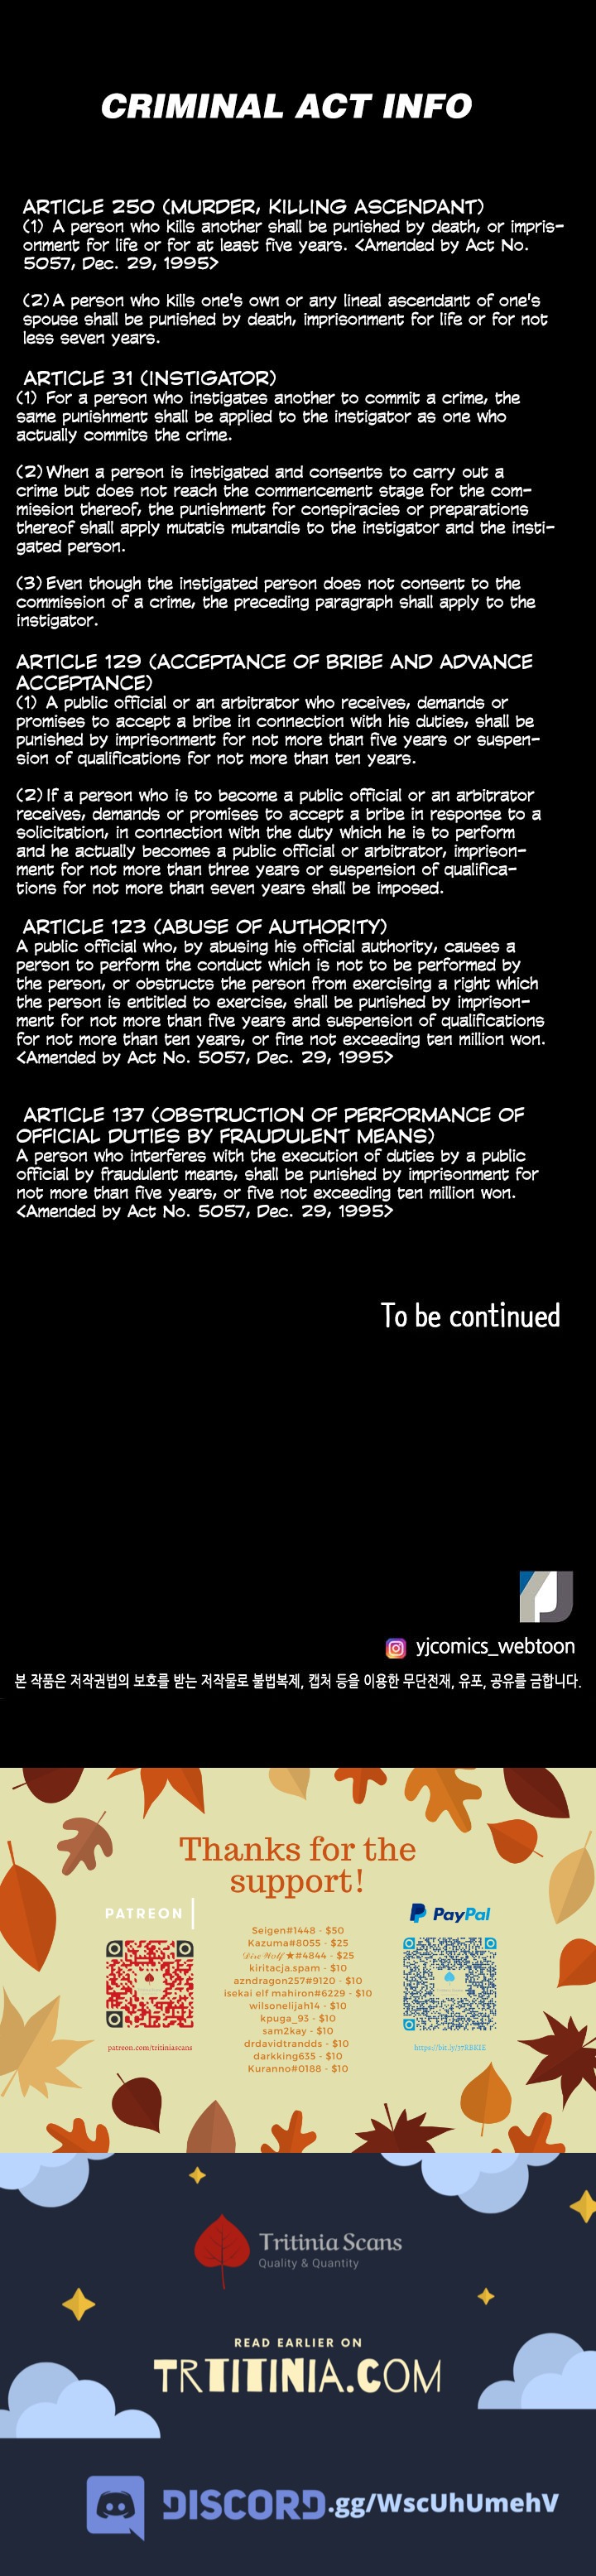 CRIMINAL ACT INFO
ARTICLE 250 (MURDER, KILLING ASCENDANT)
(1) A person who kills another shall be punished by death, or impris-
onment for life or for at least five years. <Amended by Act No.
5057, Dec. 29, 1995>
(2) A person who kills one's own or any lineal ascendant of one's
spouse shall be punished by death, imprisonment for life or for not
less seven years.
ARTICLE 31 (INSTIGATOR)
(1) For a person who instigates another to commit a crime, the
same punishment shall be applied to the instigator as one who
actually commits the crime.
(2) When a person is instigated and consents to carry out a
crime but does not reach the commencement stage for the com-
mission thereof, the punishment for conspiracies or preparations
thereof shall apply mutatis mutandis to the instigator and the insti-
gated person.
(3) Even though the instigated person does not consent to the
commission of a crime, the preceding paragraph shall apply to the
instigator.
ARTICLE 129 (ACCEPTANCE OF BRIBE AND ADVANCE
ACCEPTANCE)
(1) A public official or an arbitrator who receives, demands or
promises to accept a bribe in connection with his duties, shall be
punished by imprisonment for not more than five years or suspen-
sion of qualifications for not more than ten years.
(2) If a person who is to become a public official or an arbitrator
receives, demands or promises to accept a bribe in response to a
solicitation, in connection with the duty which he is to perform
and he actually becomes a public official or arbitrator, imprison-
ment for not more than three years or suspension of qualifica-
tions for not more than seven years shall be imposed.
ARTICLE 123 (ABUSE OF AUTHORITY)
A public official who, by abusing his official authority, causes a
person to perform the conduct which is not to be performed by
the person, or obstructs the person from exercising a right which
the person is entitled to exercise, shall be punished by imprison-
ment for not more than five years and suspension of qualifications
for not more than ten years, or fine not exceeding ten million won.
<Amended by Act No. 5057, Dec. 29, 1995>
ARTICLE 137 (OBSTRUCTION OF PERFORMANCE OF
OFFICIAL DUTIES BY FRAUDULENT MEANS)
A person who interferes with the execution of duties by a public
official by fraudulent means, shall be punished by imprisonment for
not more than five years, or five not exceeding ten million won.
<Amended by Act No. 5057, Dec. 29, 1995>
To be continued
yjcomics_webtoon
본 작품은 저작권법의 보호를 받는 저작물로 불법복제, 캡처 등을 이용한 무단전재, 유포, 공유를 금합니다.
Thanks for the
support!
PATREON
PayPal
Seigen#1448 - $50
Kazuma#8055 - $25
𝒟𝒾𝓈𝒸𝒲𝑜𝓁𝒻★#4844 - $25
kiritacja.spam - $10
azndragon257#9120 - $10
isekai elf mahiron#6229 - $10
wilsonelijah14 - $10
kpuga_93 - $10
sam2kay - $10
drdavidtrandds - $10
darkking635 - $10
Kuranno#0188 - $10
patreon.com/tritiniascans
https://bit.ly/37RBKIE
Tritinia Scans
Quality & Quantity
READ EARLIER ON
TRTITINIA.COM
DISCORD.gg/WscUhUmehV